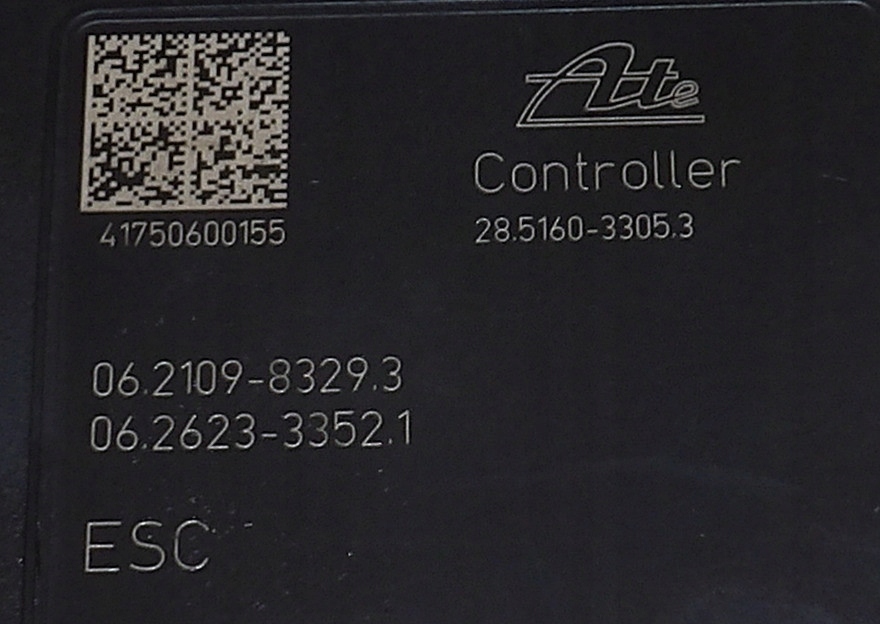 Ate
Controller
28.5160-3305.3
41750600155
06.2109-8329.3
06.2623-3352.1
ESC